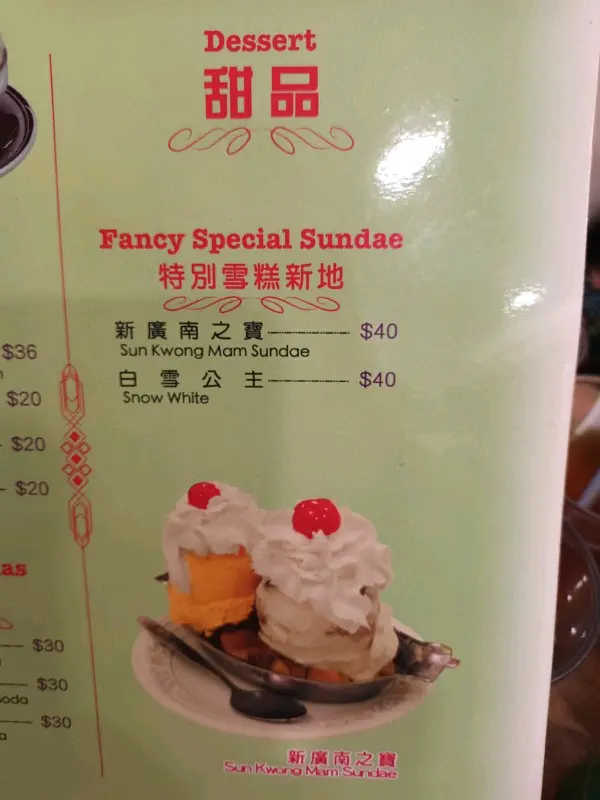 Dessert
甜品
Fancy Special Sundae
特別雪糕新地
新廣南之寶 $40
Sun Kwong Mam Sundae
白雪公主 $40
Snow White
$36
$20
$20
$20
$30
$30
$30
新廣南之寶
Sun Kwong Mam Sundae